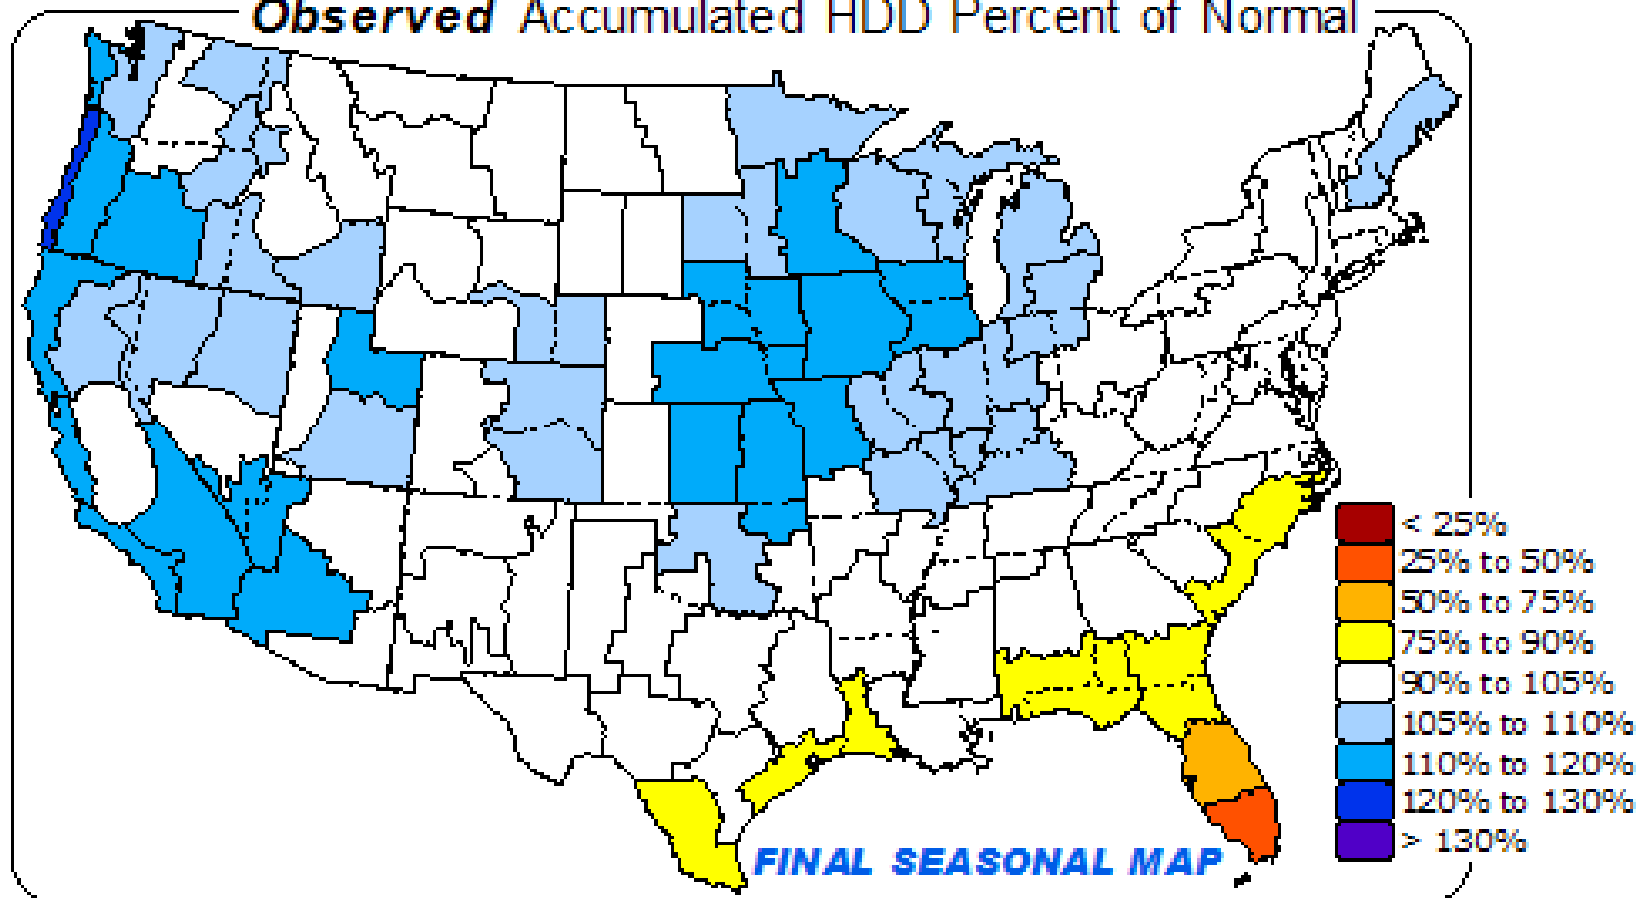 Observed Accumulated HDD Percent of Normal
< 25%
25% to 50%
50% to 75%
75% to 90%
90% to 105%
105% to 110%
110% to 120%
120% to 130%
> 130%
FINAL SEASONAL MAP